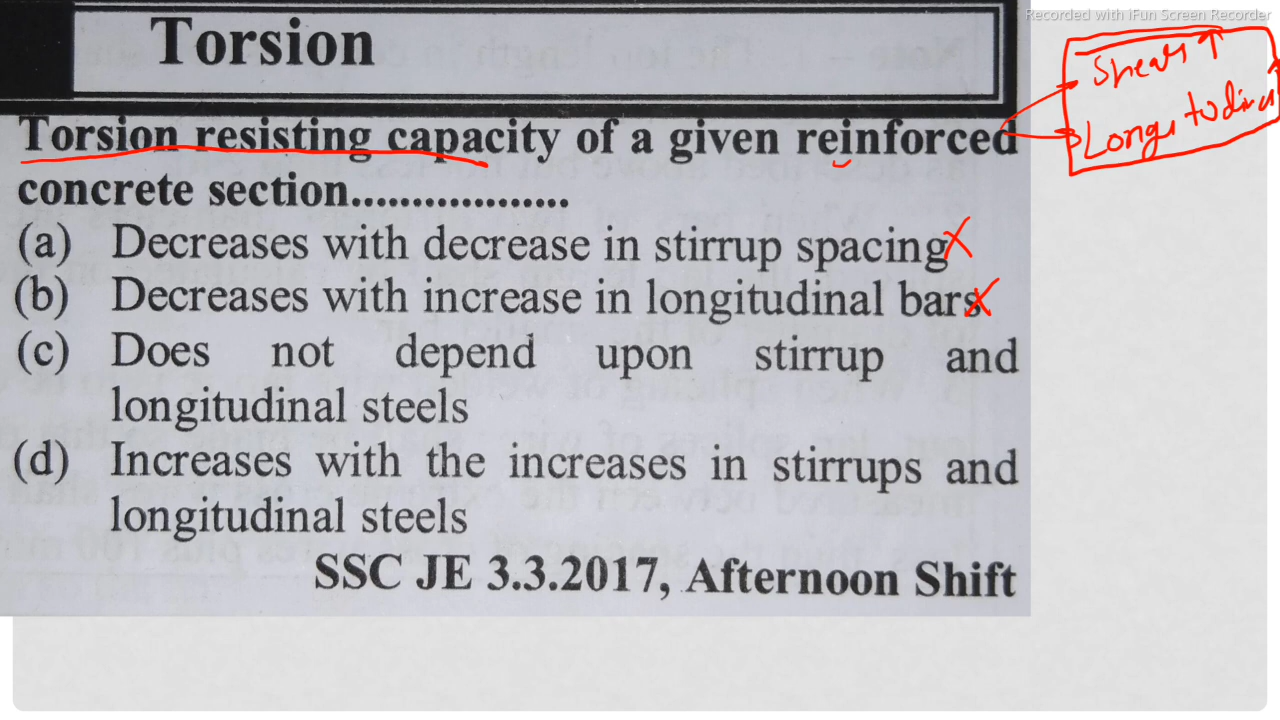 Recorded with iFun Screen Recorder
Torsion
Shear ↑
Longitudinal ↑
Torsion resisting capacity of a given reinforced
concrete section..................
(a) Decreases with decrease in stirrup spacing
(b) Decreases with increase in longitudinal bars
(c) Does not depend upon stirrup and
longitudinal steels
(d) Increases with the increases in stirrups and
longitudinal steels
SSC JE 3.3.2017, Afternoon Shift